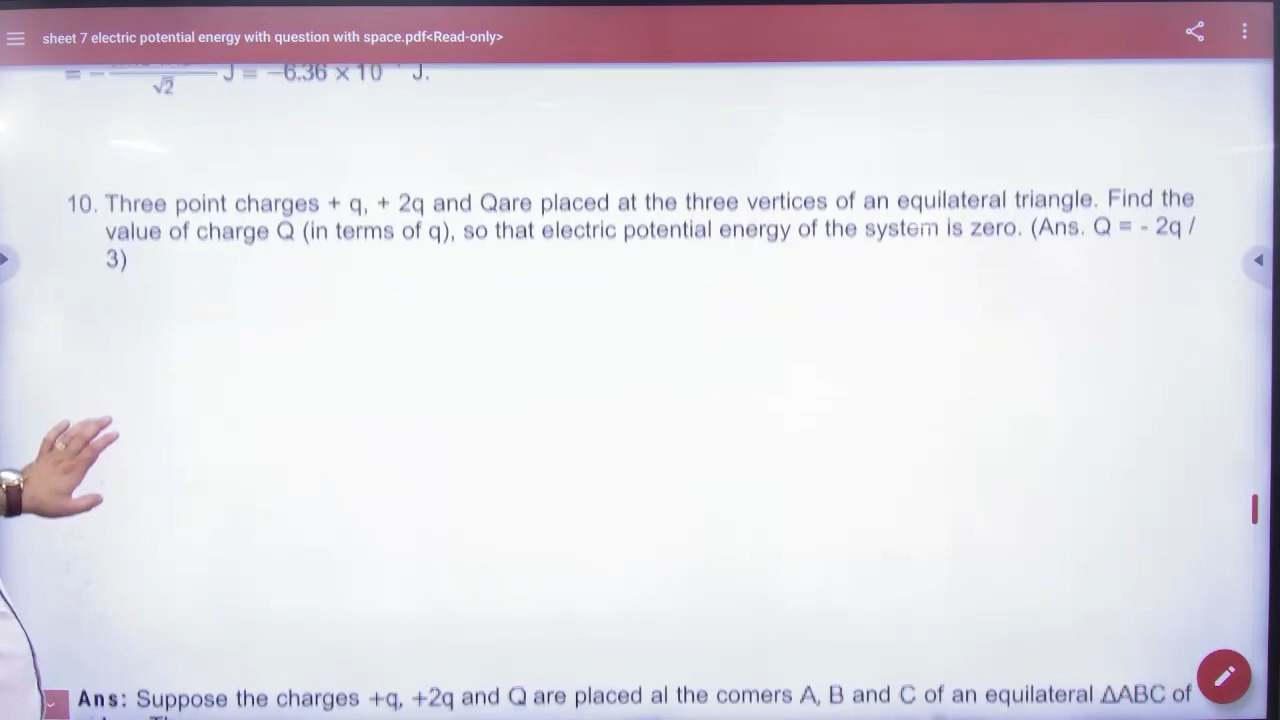 sheet 7 electric potential energy with question with space.pdf<Read-only>
= - √2 J = -6.36 × 10 J.
10. Three point charges + q, + 2q and Qare placed at the three vertices of an equilateral triangle. Find the
value of charge Q (in terms of q), so that electric potential energy of the system is zero. (Ans. Q = - 2q /
3)
Ans: Suppose the charges +q, +2q and Q are placed al the comers A, B and C of an equilateral ΔABC of